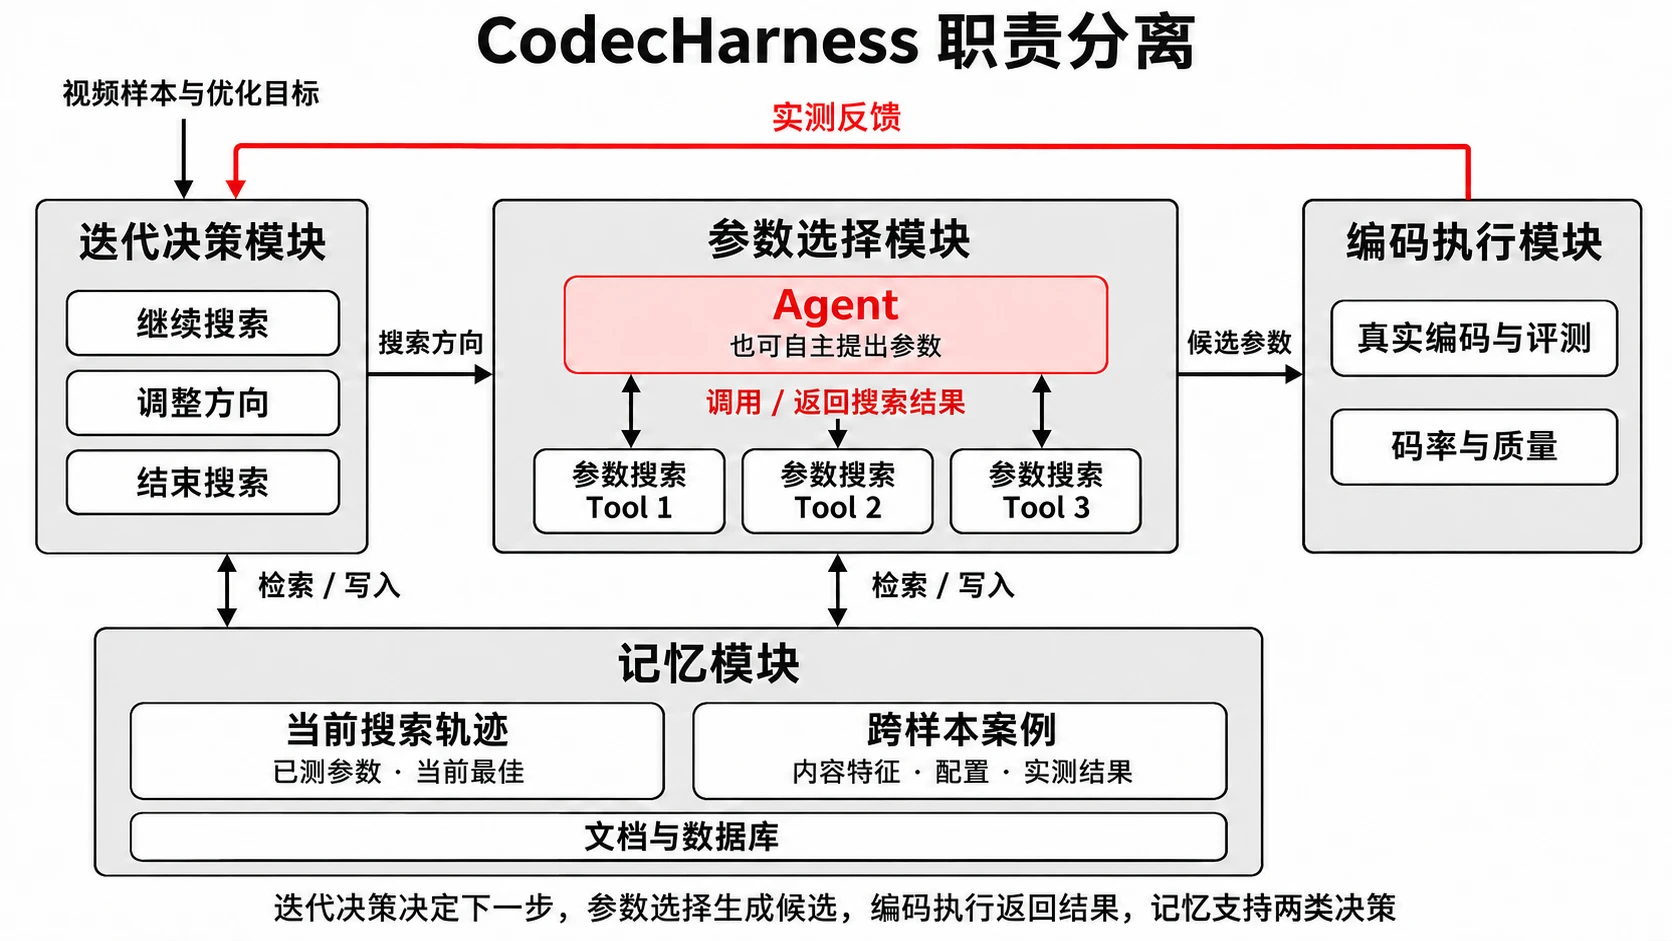 CodecHarness 职责分离
视频样本与优化目标
实测反馈
迭代决策模块
继续搜索
调整方向
结束搜索
搜索方向
参数选择模块
Agent
也可自主提出参数
调用 / 返回搜索结果
参数搜索
Tool 1
参数搜索
Tool 2
参数搜索
Tool 3
候选参数
编码执行模块
真实编码与评测
码率与质量
检索 / 写入
检索 / 写入
记忆模块
当前搜索轨迹
已测参数 · 当前最佳
跨样本案例
内容特征 · 配置 · 实测结果
文档与数据库
迭代决策决定下一步，参数选择生成候选，编码执行返回结果，记忆支持两类决策